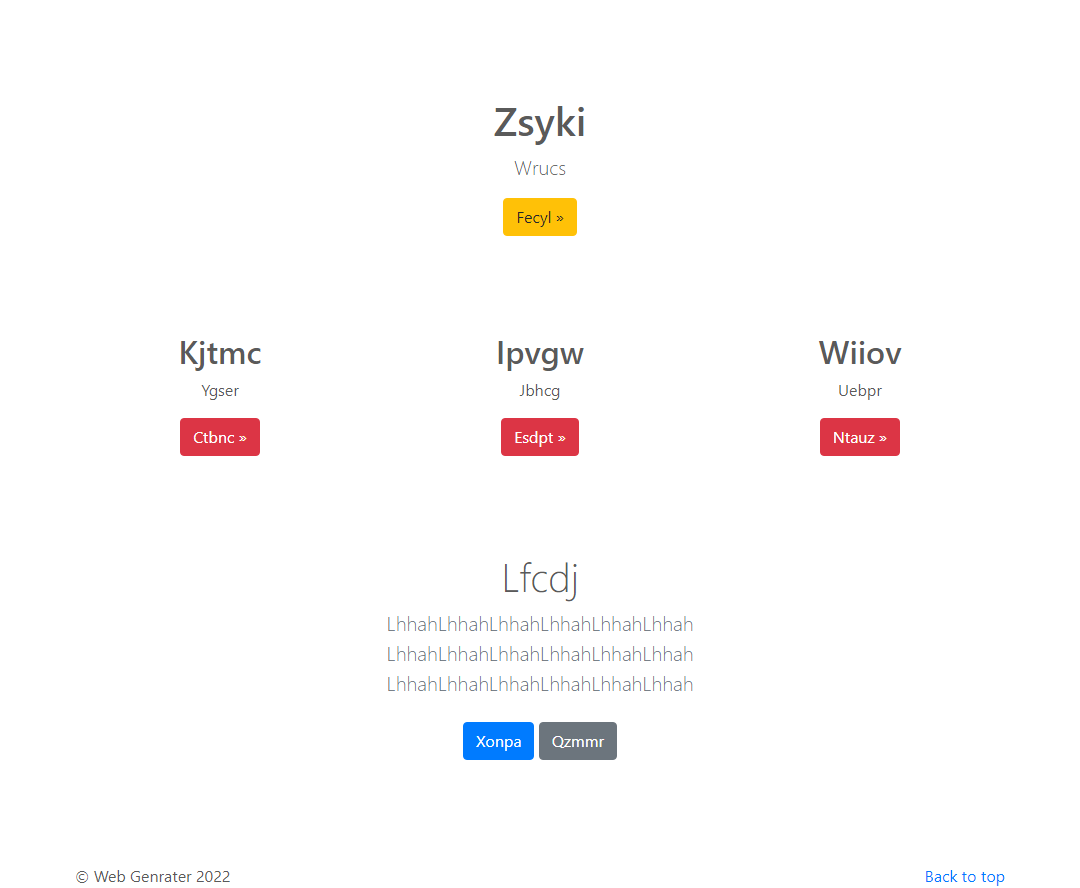 Zsyki
Wrucs
Fecyl »
Kjtmc
Ygser
Ctbnc »
Ipvgw
Jbhcg
Esdpt »
Wiiov
Uebpr
Ntauz »
Lfcdj
LhhahLhhahLhhahLhhahLhhahLhhah
LhhahLhhahLhhahLhhahLhhahLhhah
LhhahLhhahLhhahLhhahLhhahLhhah
Xonpa Qzmmr
© Web Genrater 2022
Back to top